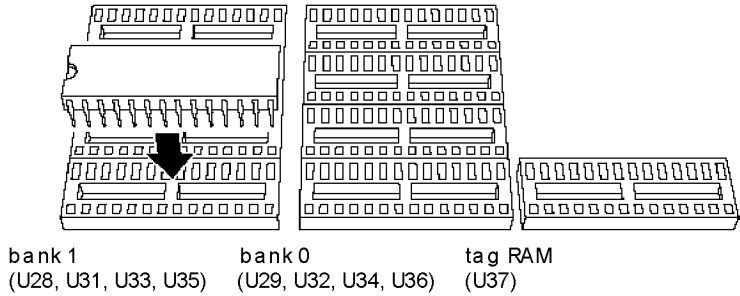 bank 1 bank 0 tag RAM
(U28, U31, U33, U35) (U29, U32, U34, U36) (U37)